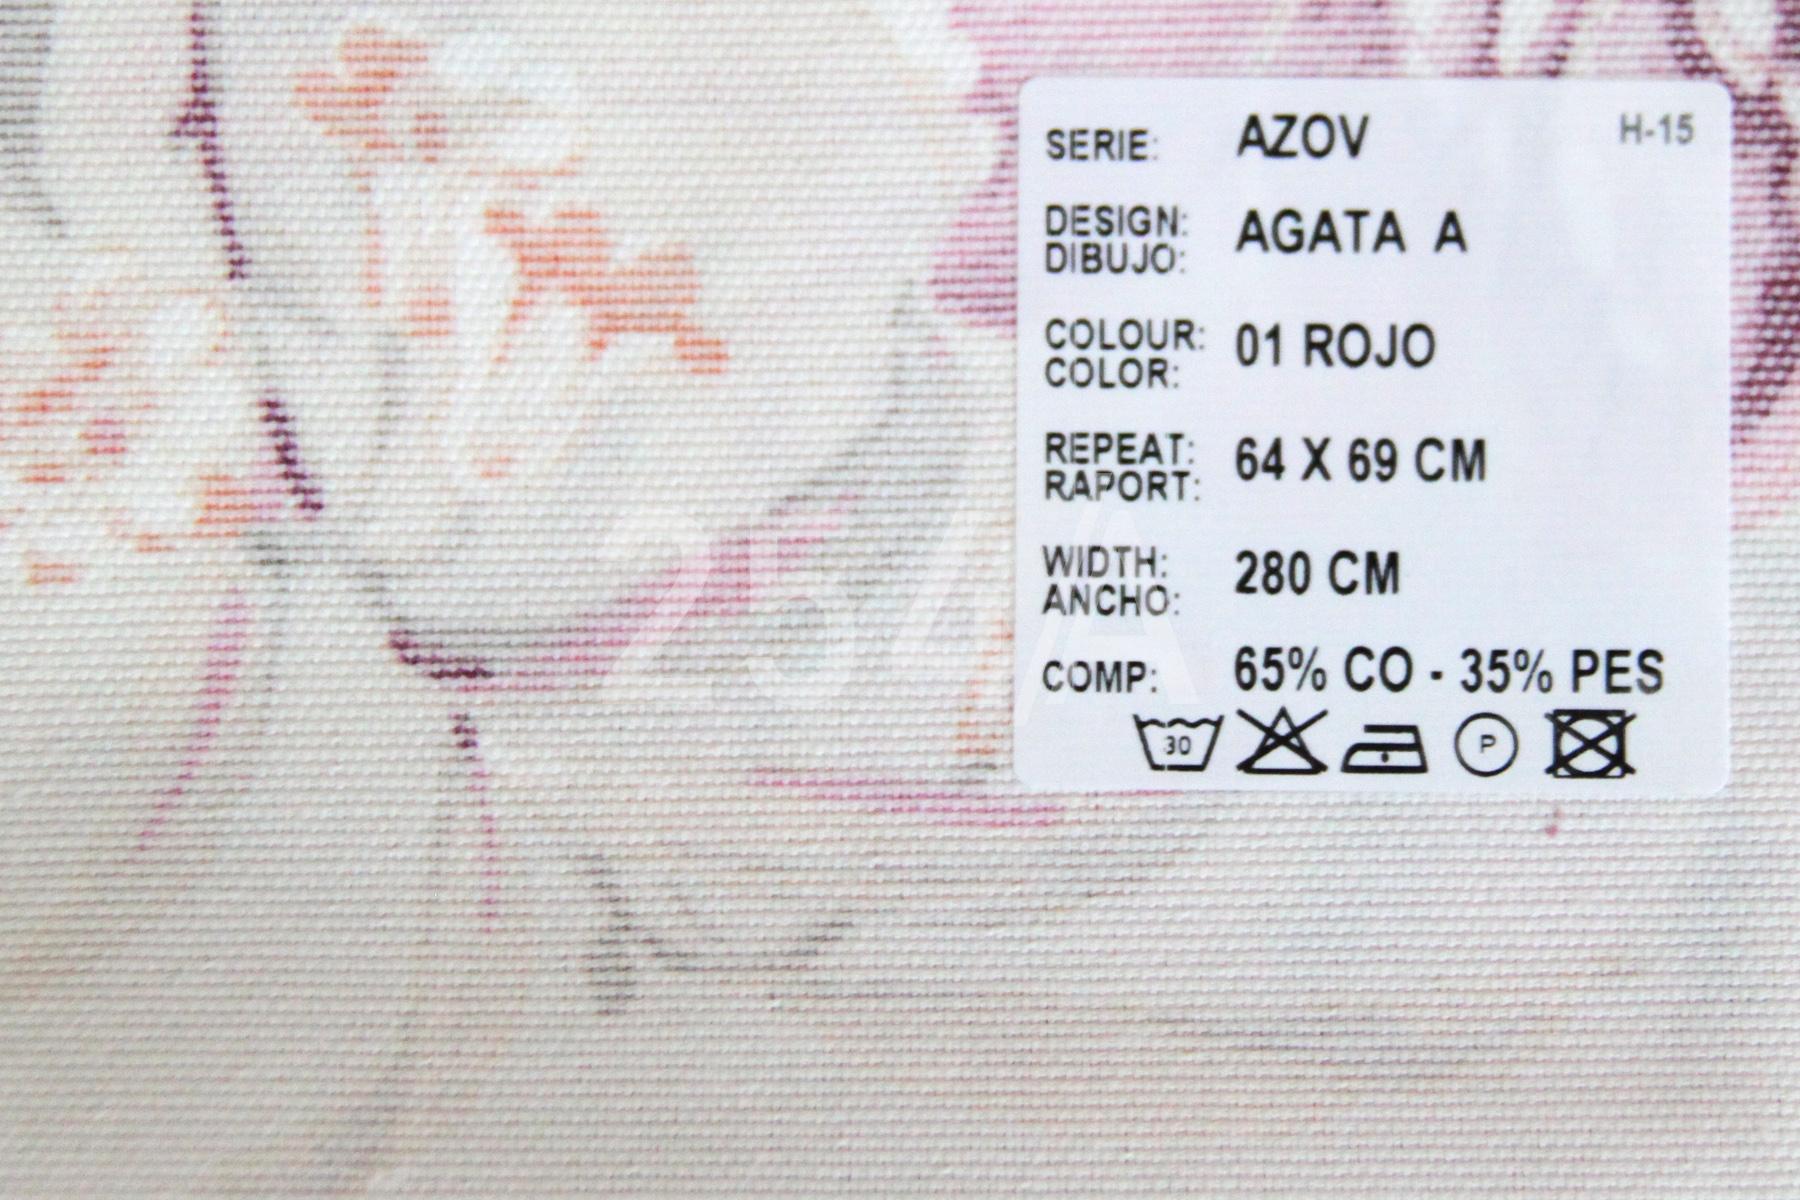 SERIE: AZOV H-15
DESIGN:
DIBUJO: AGATA A
COLOUR:
COLOR: 01 ROJO
REPEAT:
RAPORT: 64 X 69 CM
WIDTH:
ANCHO: 280 CM
COMP: 65% CO - 35% PES
30 P